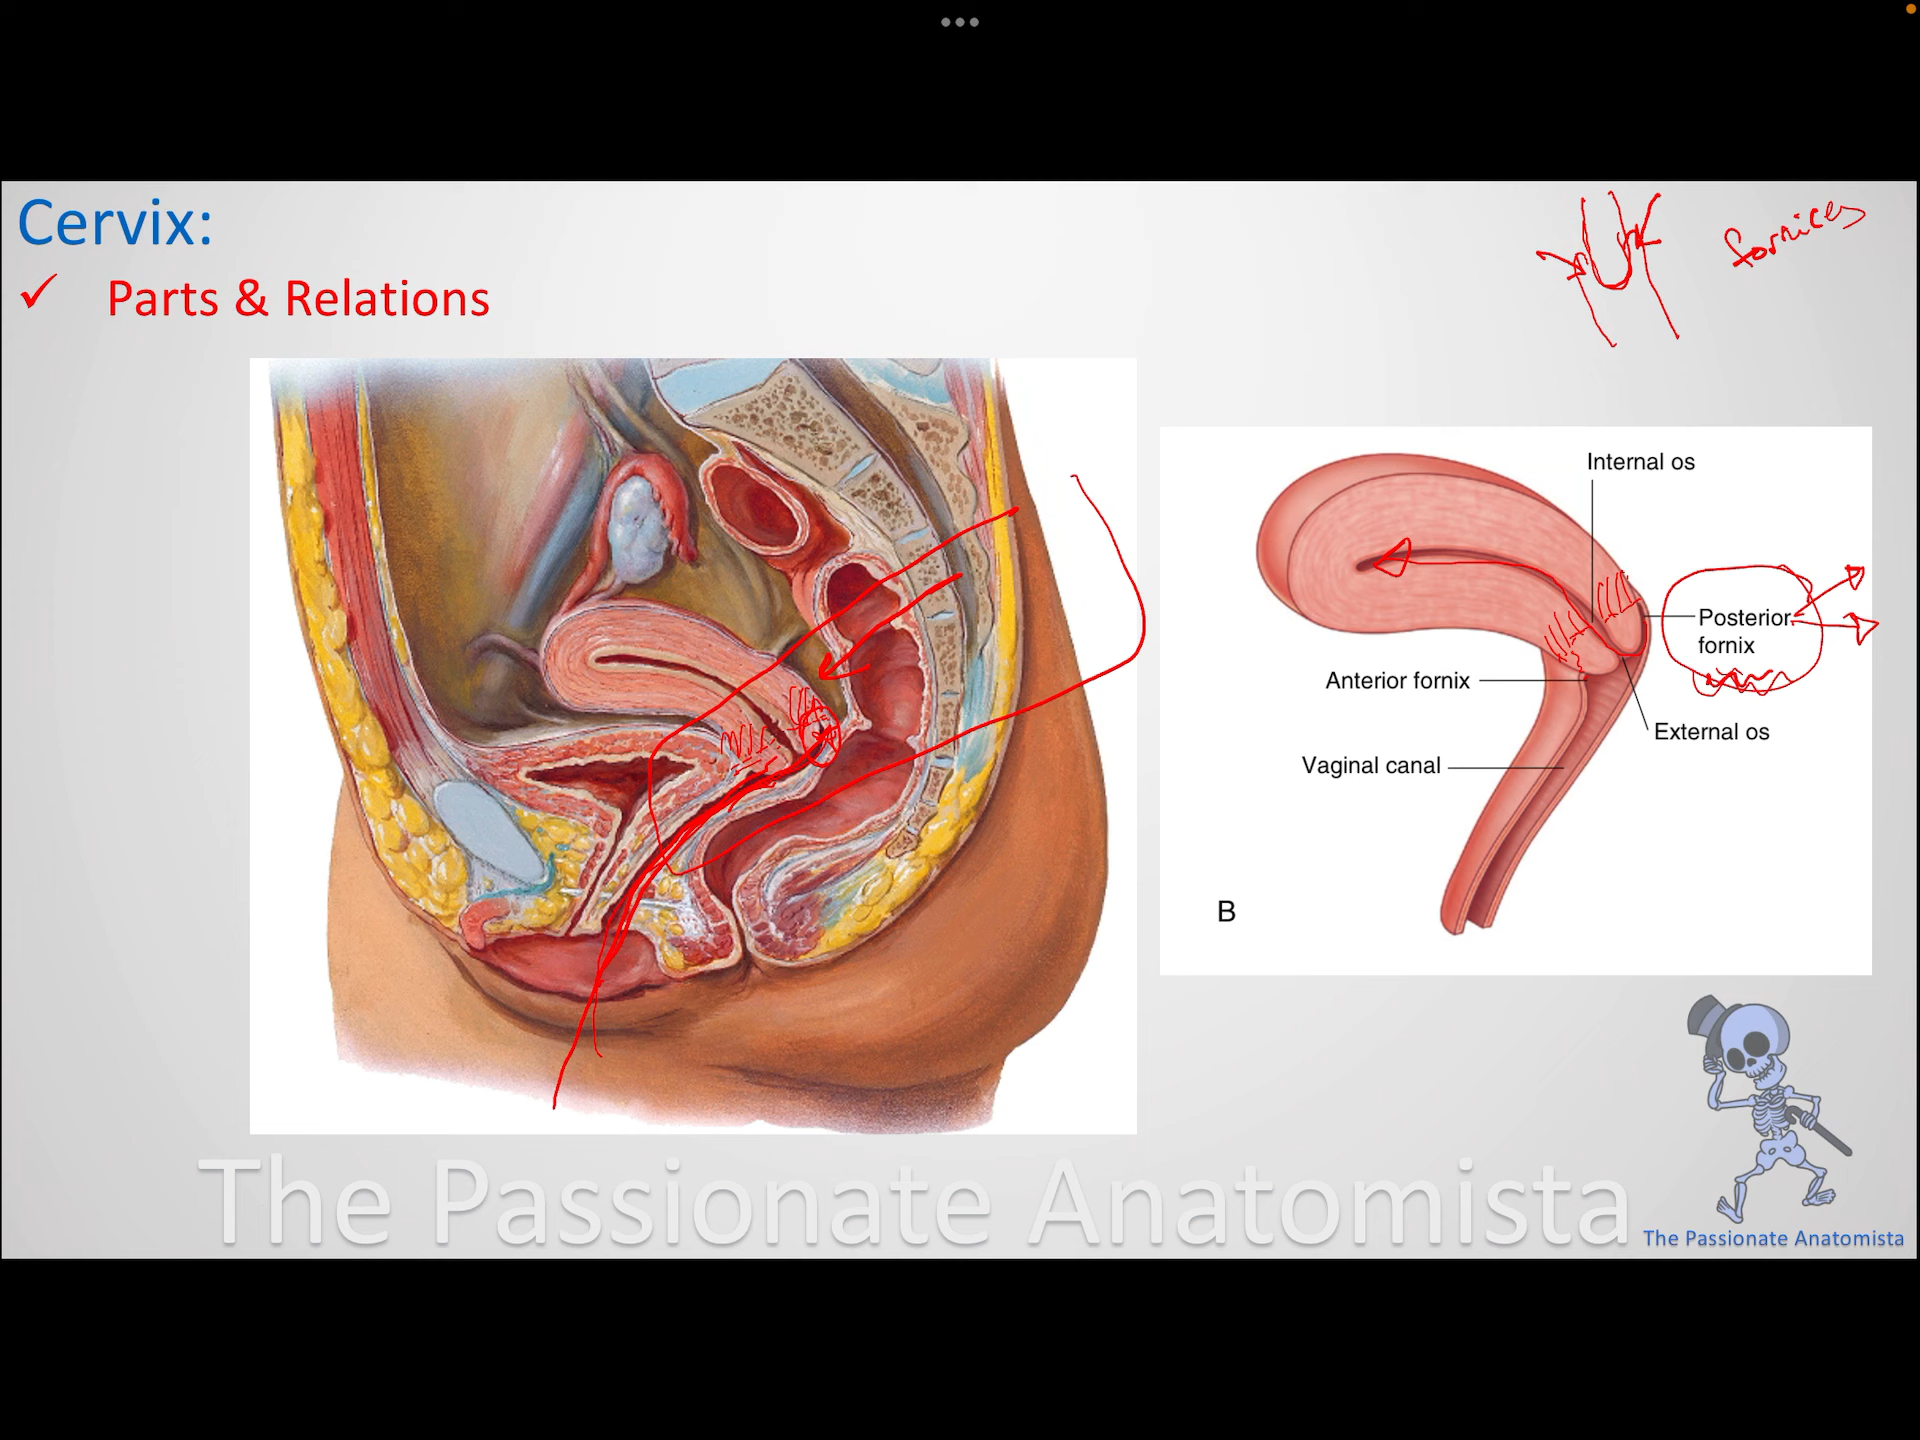 Cervix:
✓ Parts & Relations
fornices
Internal os
Posterior
fornix
Anterior fornix
External os
Vaginal canal
B
The Passionate Anatomista
The Passionate Anatomista